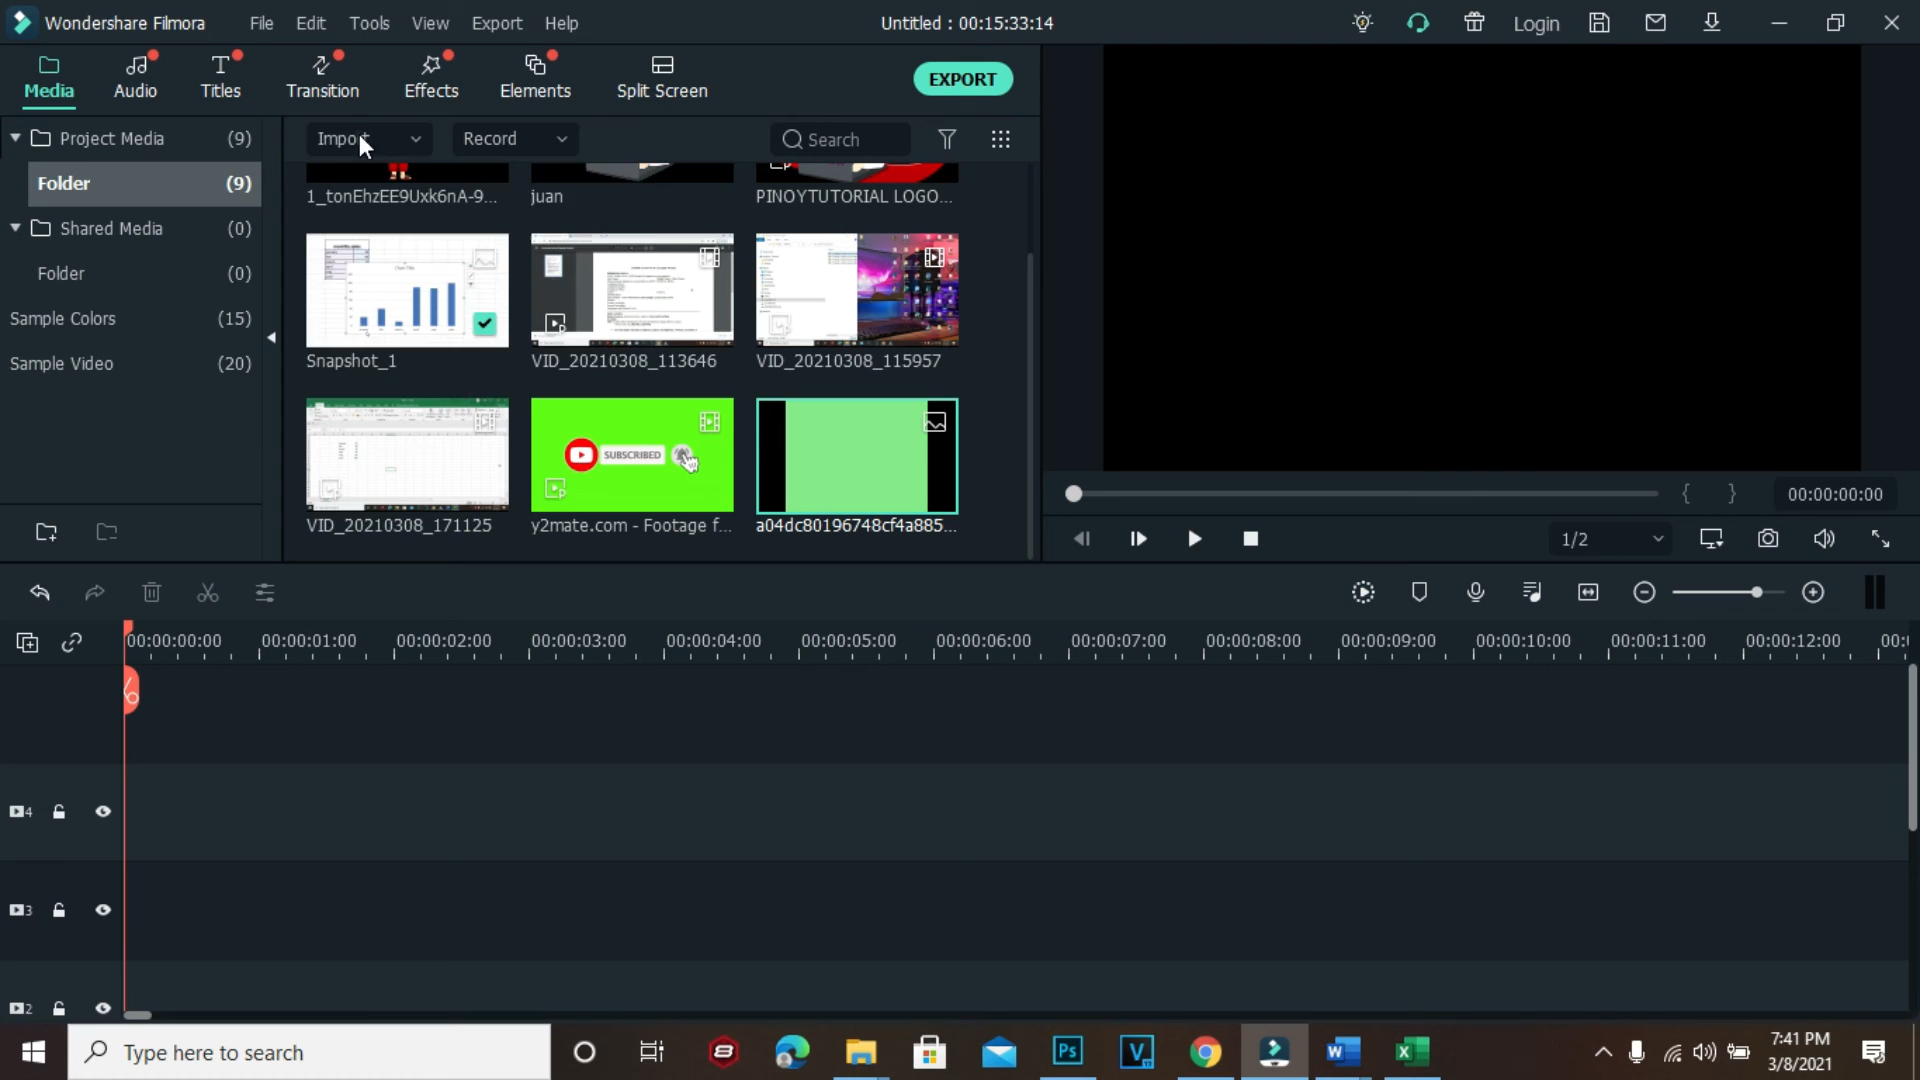 Wondershare Filmora File Edit Tools View Export Help Untitled : 00:15:33:14 Login
Media Audio Titles Transition Effects Elements Split Screen EXPORT
Project Media (9)
Folder (9)
Shared Media (0)
Folder (0)
Sample Colors (15)
Sample Video (20)
Import Record Search
1_tonEhzEE9Uxk6nA-9... juan PINOYTUTORIAL LOGO...
Snapshot_1 VID_20210308_113646 VID_20210308_115957
SUBSCRIBED
VID_20210308_171125 y2mate.com - Footage f... a04dc80196748cf4a885...
{ } 00:00:00:00
1/2
00:00:00:00 00:00:01:00 00:00:02:00 00:00:03:00 00:00:04:00 00:00:05:00 00:00:06:00 00:00:07:00 00:00:08:00 00:00:09:00 00:00:10:00 00:00:11:00 00:00:12:00 00:0
4
3
2
Type here to search
7:41 PM
3/8/2021